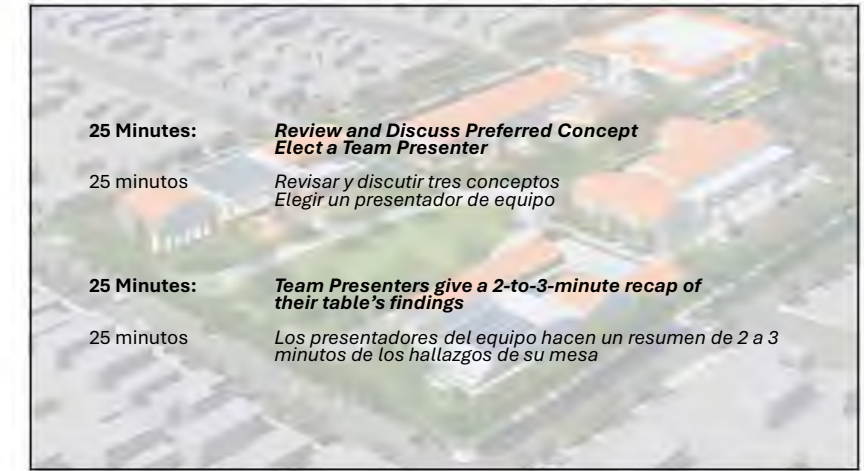 25 Minutes: Review and Discuss Preferred Concept
Elect a Team Presenter
25 minutos Revisar y discutir tres conceptos
Elegir un presentador de equipo
25 Minutes: Team Presenters give a 2-to-3-minute recap of
their table's findings
25 minutos Los presentadores del equipo hacen un resumen de 2 a 3
minutos de los hallazgos de su mesa